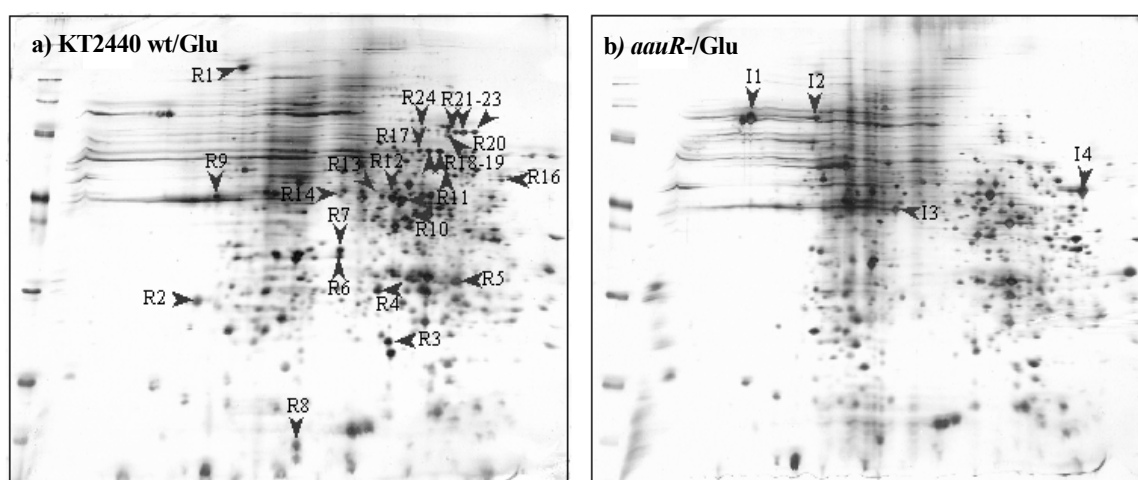 a) KT2440 wt/Glu
R1
R24
R21-23
R17
R20
R13
R12
R18-19
R9
R16
R14
R11
R7
R10
R6
R5
R2
R4
R3
R8
b) aauR-/Glu
I1
I2
I4
I3